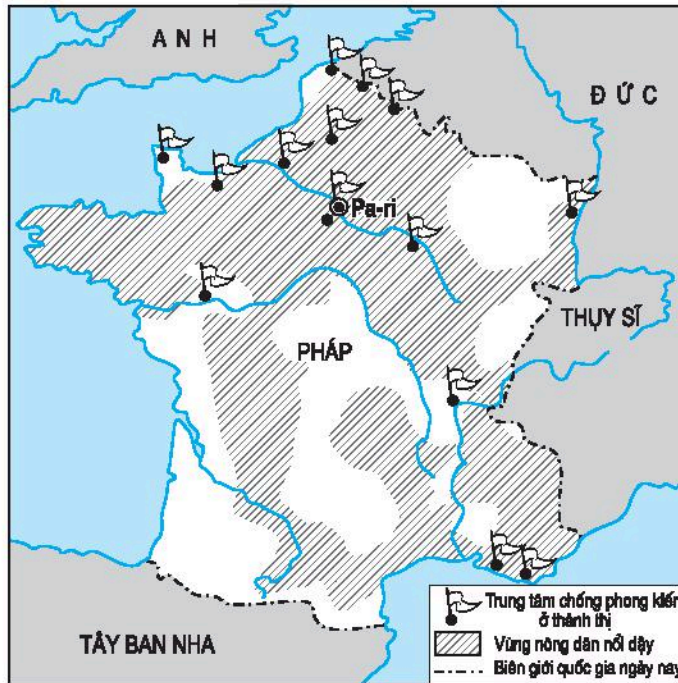 ANH
ĐỨC
Pa-ri
THỤY SĨ
PHÁP
TÂY BAN NHA
Trung tâm chống phong kiến
ở thành thị
Vừng nông dân nổi dậy
Biên giới quốc gia ngày nay